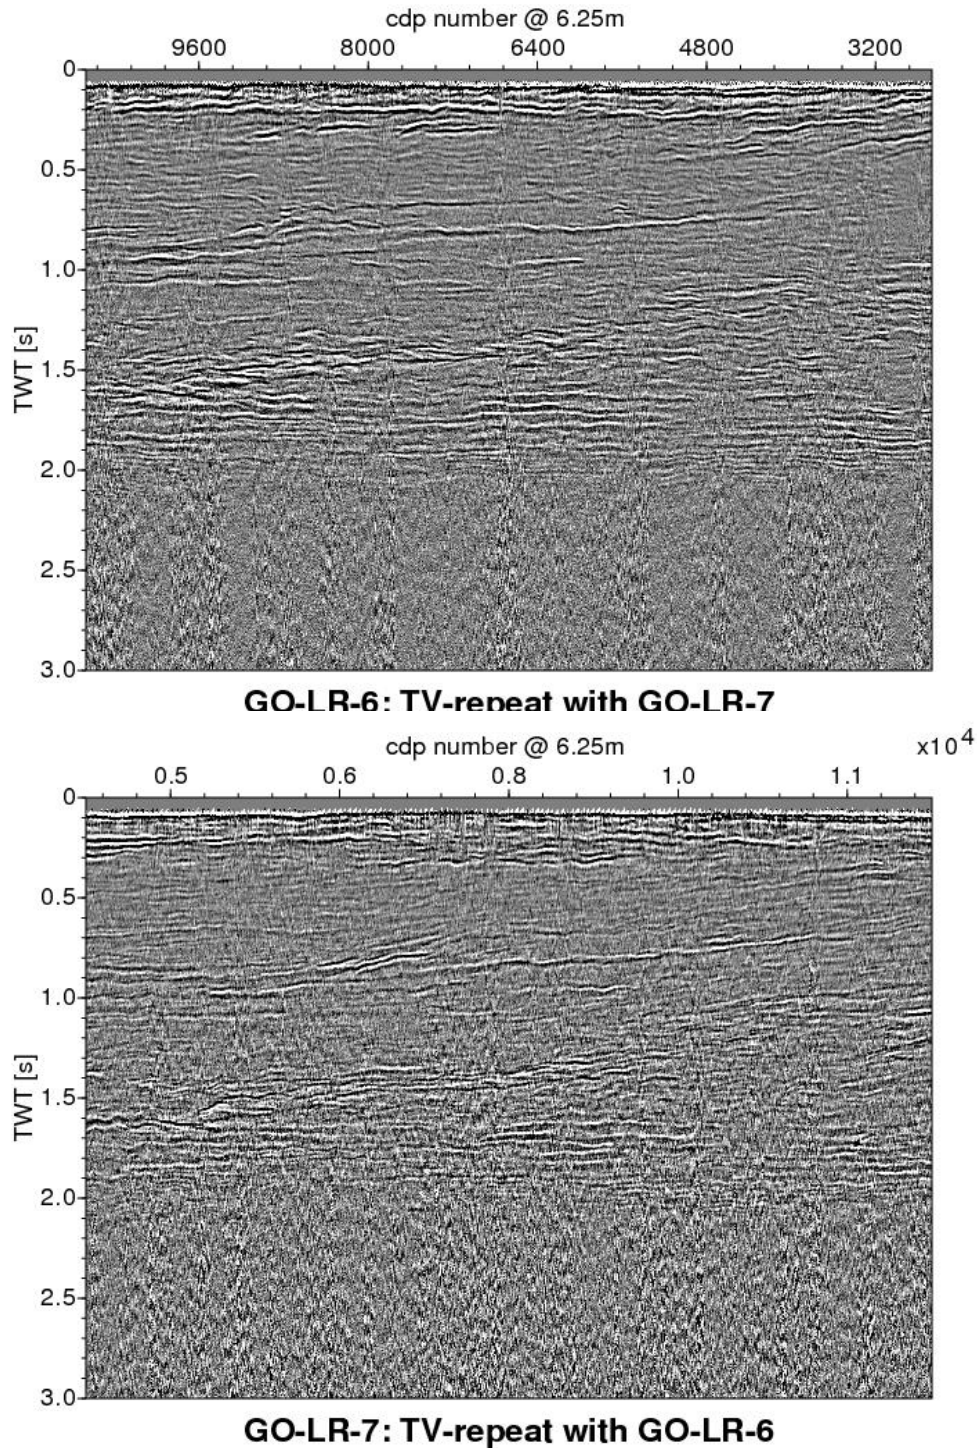 cdp number @ 6.25m
9600 8000 6400 4800 3200
0
0.5
1.0
1.5
2.0
2.5
3.0
TWT [s]
GO-LR-6: TV-repeat with GO-LR-7
cdp number @ 6.25m x10^4
0.5 0.6 0.8 1.0 1.1
0
0.5
1.0
1.5
2.0
2.5
3.0
TWT [s]
GO-LR-7: TV-repeat with GO-LR-6